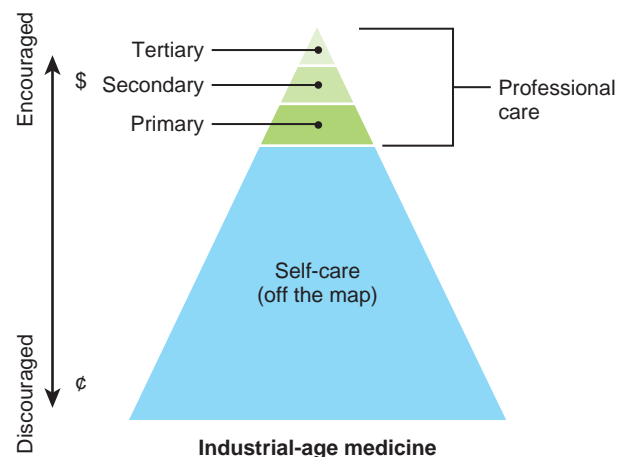 Encouraged
$
Tertiary
Secondary
Primary
Professional
care
Self-care
(off the map)
Discouraged
¢
Industrial-age medicine